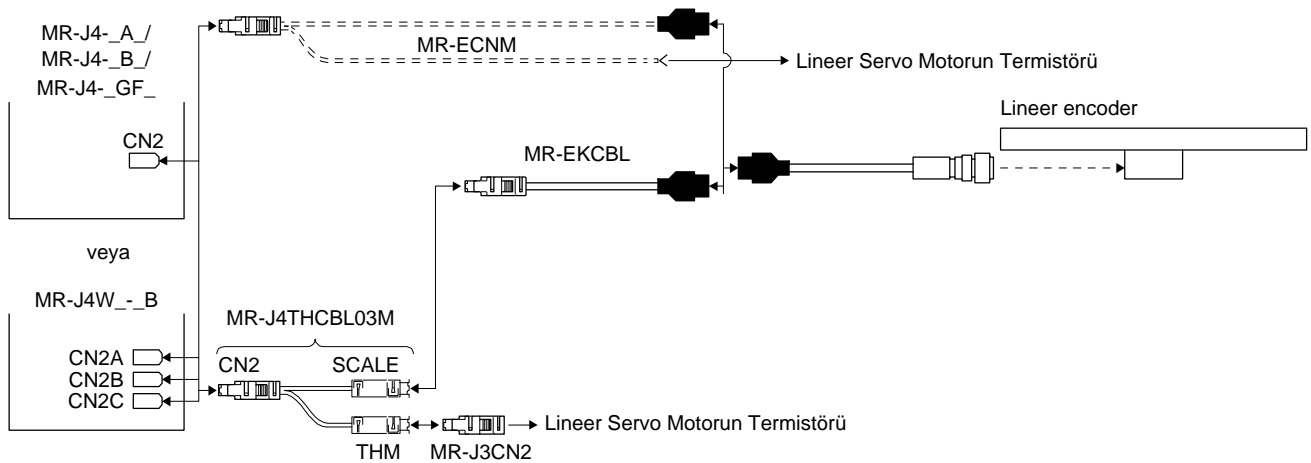 MR-J4-_A_/
MR-J4-_B_/
MR-J4-_GF_
CN2
MR-ECNM
Lineer Servo Motorun Termistörü
Lineer encoder
MR-EKCBL
veya
MR-J4W_-_B
CN2A
CN2B
CN2C
MR-J4THCBL03M
CN2
SCALE
THM
MR-J3CN2
Lineer Servo Motorun Termistörü